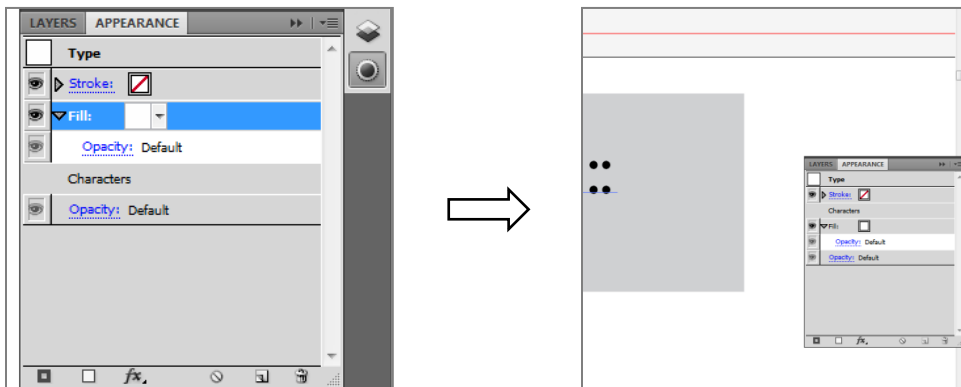 LAYERS APPEARANCE
Type
Stroke:
Fill:
Opacity: Default
Characters
Opacity: Default
fx.
LAYERS APPEARANCE
Type
Stroke:
Characters
Fill:
Opacity: Default
Opacity: Default
fx.